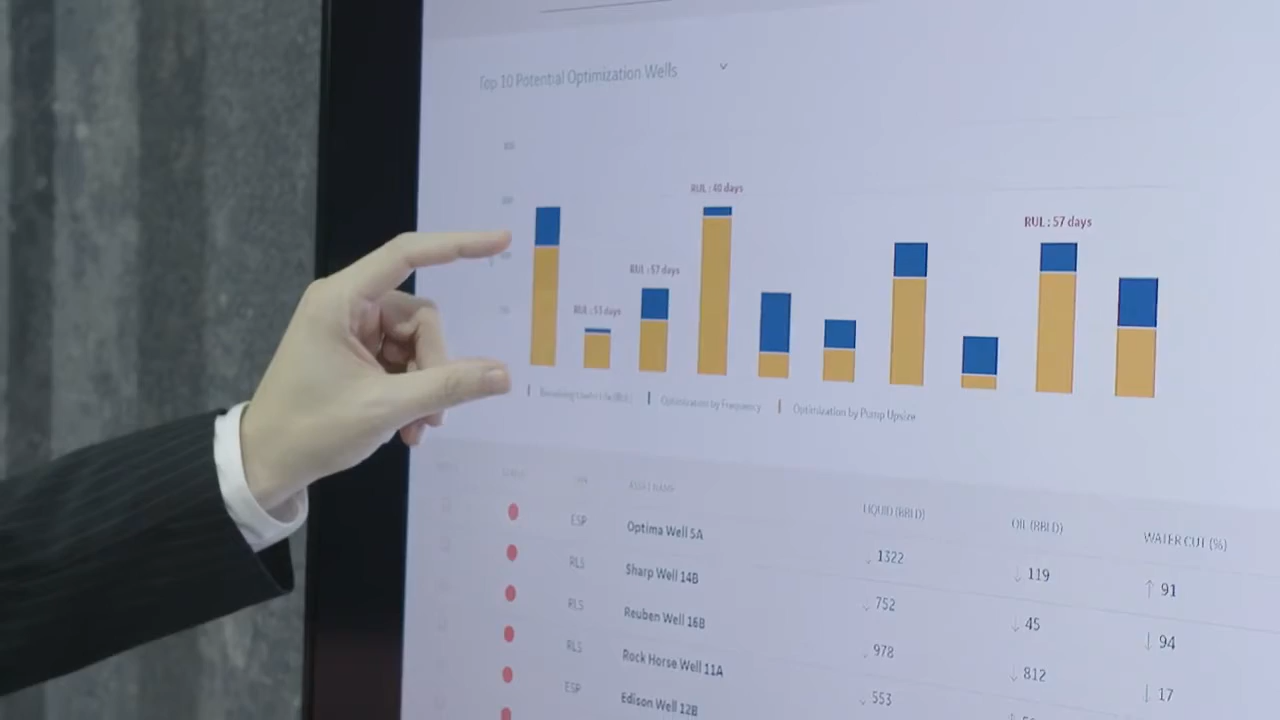 Top 10 Potential Optimization Wells
RUL : 40 days
RUL : 57 days
RUL : 57 days
RUL : 53 days
Optimization by Frequency
Optimization by Pump Upsize
ASSET NAME
LIQUID (BBLD)
OIL (BBLD)
WATER CUT (%)
ESP Optima Well 5A ↓ 1322 ↓ 119 ↑ 91
RLS Sharp Well 14B ↓ 752 ↓ 45 ↓ 94
RLS Reuben Well 16B ↓ 978 ↓ 812 ↓ 17
RLS Rock Horse Well 11A ↓ 553
ESP Edison Well 12B